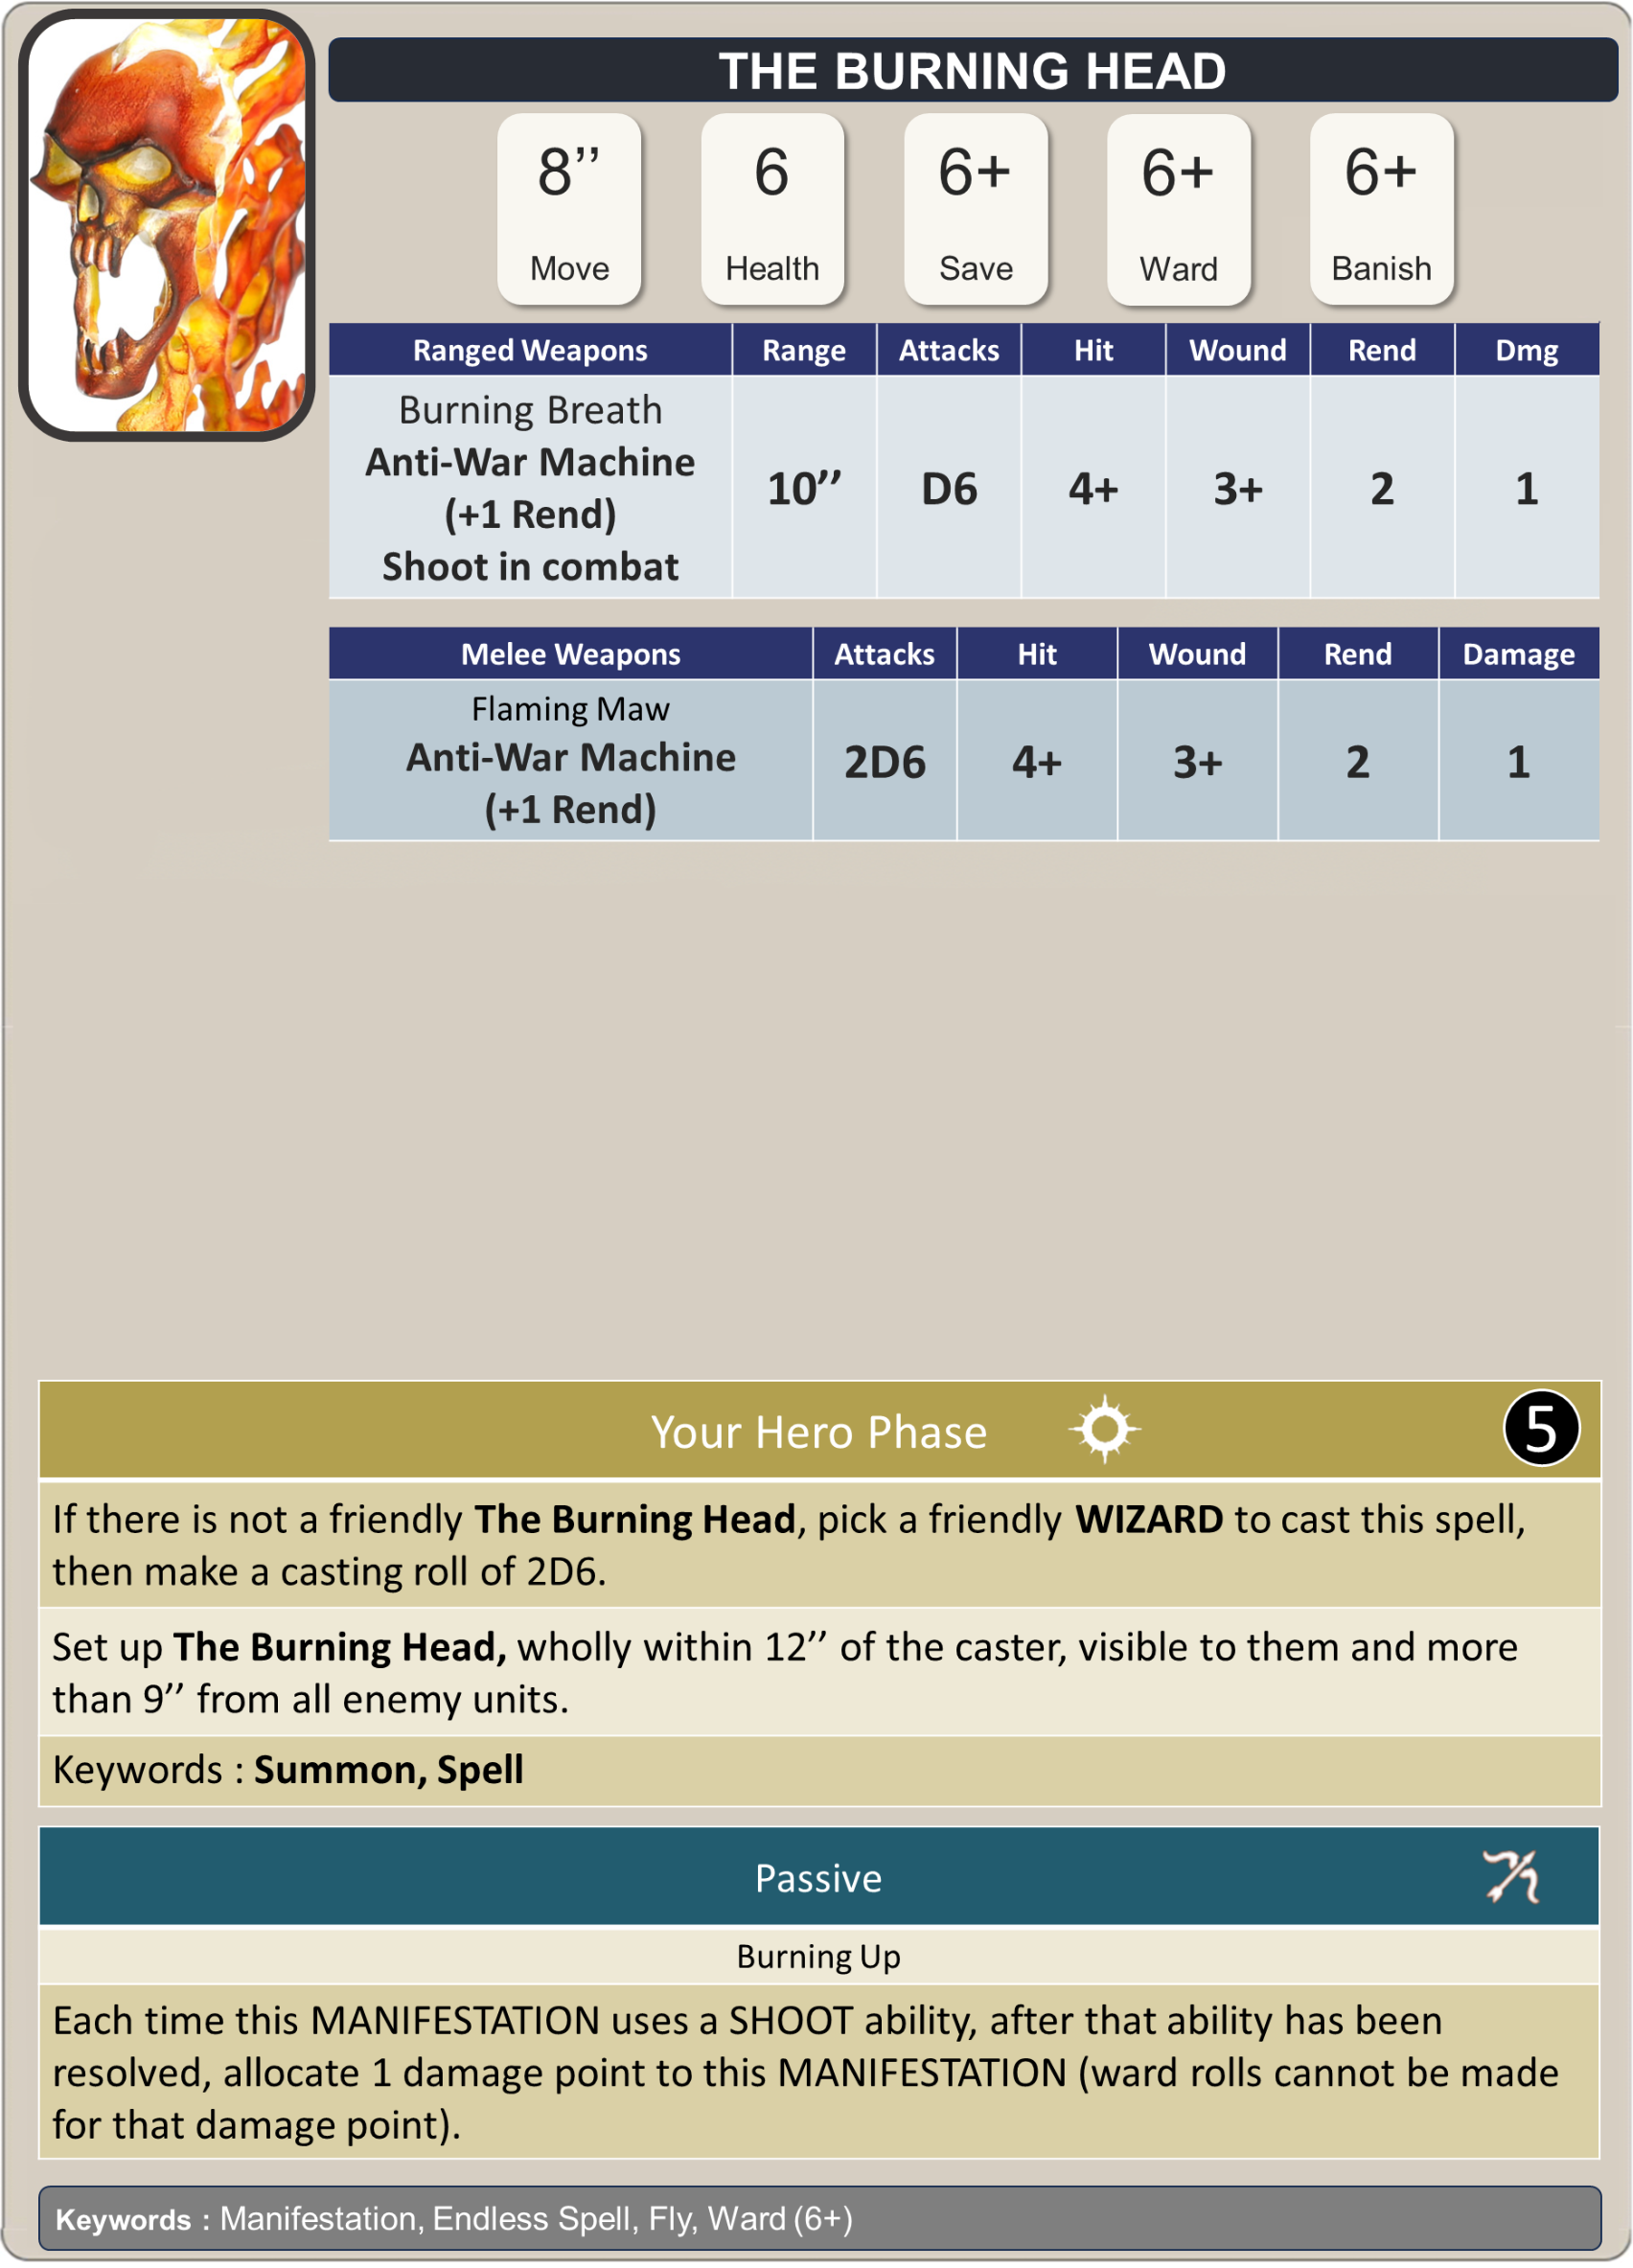 THE BURNING HEAD
8’’ 6 6+ 6+ 6+
Move Health Save Ward Banish
Ranged Weapons Range Attacks Hit Wound Rend Dmg
Burning Breath
Anti-War Machine
(+1 Rend)
Shoot in combat
10’’ D6 4+ 3+ 2 1
Melee Weapons Attacks Hit Wound Rend Damage
Flaming Maw
Anti-War Machine
(+1 Rend)
2D6 4+ 3+ 2 1
Your Hero Phase 5
If there is not a friendly The Burning Head, pick a friendly WIZARD to cast this spell,
then make a casting roll of 2D6.
Set up The Burning Head, wholly within 12’’ of the caster, visible to them and more
than 9’’ from all enemy units.
Keywords : Summon, Spell
Passive
Burning Up
Each time this MANIFESTATION uses a SHOOT ability, after that ability has been
resolved, allocate 1 damage point to this MANIFESTATION (ward rolls cannot be made
for that damage point).
Keywords : Manifestation, Endless Spell, Fly, Ward (6+)